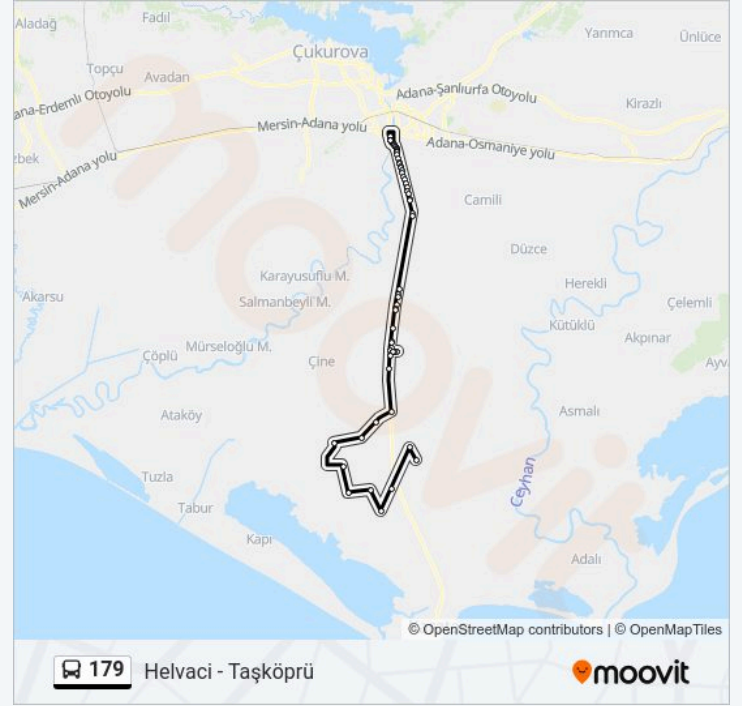 Aladağ
Fadıl
Yanmca
Ünlüce
Çukurova
Topçu
Avadan
Adana-Şanlıurfa Otoyolu
Kirazlı
ana-Erdemli Otoyolu
Mersin-Adana yolu
Adana-Osmaniye yolu
zbek
Mersin-Adana yolu
Camili
Düzce
Karayusuflu M.
Herekli
Akarsu
Salmanbeyli M.
Çelemli
Kütüklü
Mürseloğlu M.
Akpınar
Çöplü
Çine
Ayva
Ataköy
Asmalı
Tuzla
Ceyhan
Tabur
Kapı
Adalı
moovit
© OpenStreetMap contributors | © OpenMapTiles
179 Helvaci - Taşköprü
moovit